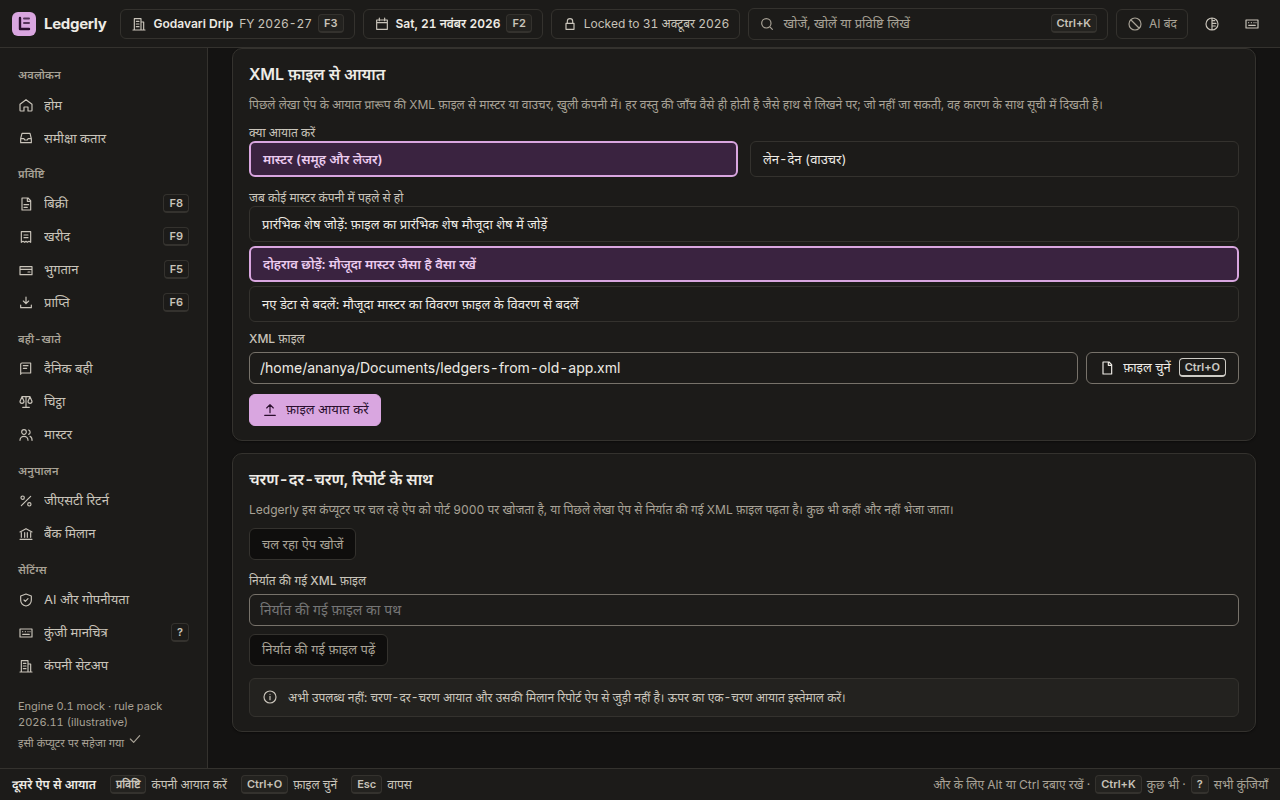 Ledgerly
Godavari Drip FY 2026-27 F3
Sat, 21 नवंबर 2026 F2
Locked to 31 अक्टूबर 2026
खोजें, खोलें या प्रविष्टि लिखें Ctrl+K
AI बंद
अवलोकन
होम
समीक्षा कतार
प्रविष्टि
बिक्री F8
खरीद F9
भुगतान F5
प्राप्ति F6
बही-खाते
दैनिक बही
चिट्ठा
मास्टर
अनुपालन
जीएसटी रिटर्न
बैंक मिलान
सेटिंग्स
AI और गोपनीयता
कुंजी मानचित्र ?
कंपनी सेटअप
Engine 0.1 mock · rule pack
2026.11 (illustrative)
इसी कंप्यूटर पर सहेजा गया
XML फ़ाइल से आयात
पिछले लेखा ऐप के आयात प्रारूप की XML फ़ाइल से मास्टर या वाउचर, खुली कंपनी में। हर वस्तु की जाँच वैसे ही होती है जैसे हाथ से लिखने पर; जो नहीं जा सकती, वह कारण के साथ सूची में दिखती है।
क्या आयात करें
मास्टर (समूह और लेजर)
लेन-देन (वाउचर)
जब कोई मास्टर कंपनी में पहले से हो
प्रारंभिक शेष जोड़ें: फ़ाइल का प्रारंभिक शेष मौजूदा शेष में जोड़ें
दोहराव छोड़ें: मौजूदा मास्टर जैसा है वैसा रखें
नए डेटा से बदलें: मौजूदा मास्टर का विवरण फ़ाइल के विवरण से बदलें
XML फ़ाइल
/home/ananya/Documents/ledgers-from-old-app.xml
फ़ाइल चुनें Ctrl+O
फ़ाइल आयात करें
चरण-दर-चरण, रिपोर्ट के साथ
Ledgerly इस कंप्यूटर पर चल रहे ऐप को पोर्ट 9000 पर खोजता है, या पिछले लेखा ऐप से निर्यात की गई XML फ़ाइल पढ़ता है। कुछ भी कहीं और नहीं भेजा जाता।
चल रहा ऐप खोजें
निर्यात की गई XML फ़ाइल
निर्यात की गई फ़ाइल का पथ
निर्यात की गई फ़ाइल पढ़ें
अभी उपलब्ध नहीं: चरण-दर-चरण आयात और उसकी मिलान रिपोर्ट ऐप से जुड़ी नहीं है। ऊपर का एक-चरण आयात इस्तेमाल करें।
दूसरे ऐप से आयात प्रविष्टि कंपनी आयात करें Ctrl+O फ़ाइल चुनें Esc वापस
और के लिए Alt या Ctrl दबाए रखें · Ctrl+K कुछ भी · ? सभी कुंजियाँ